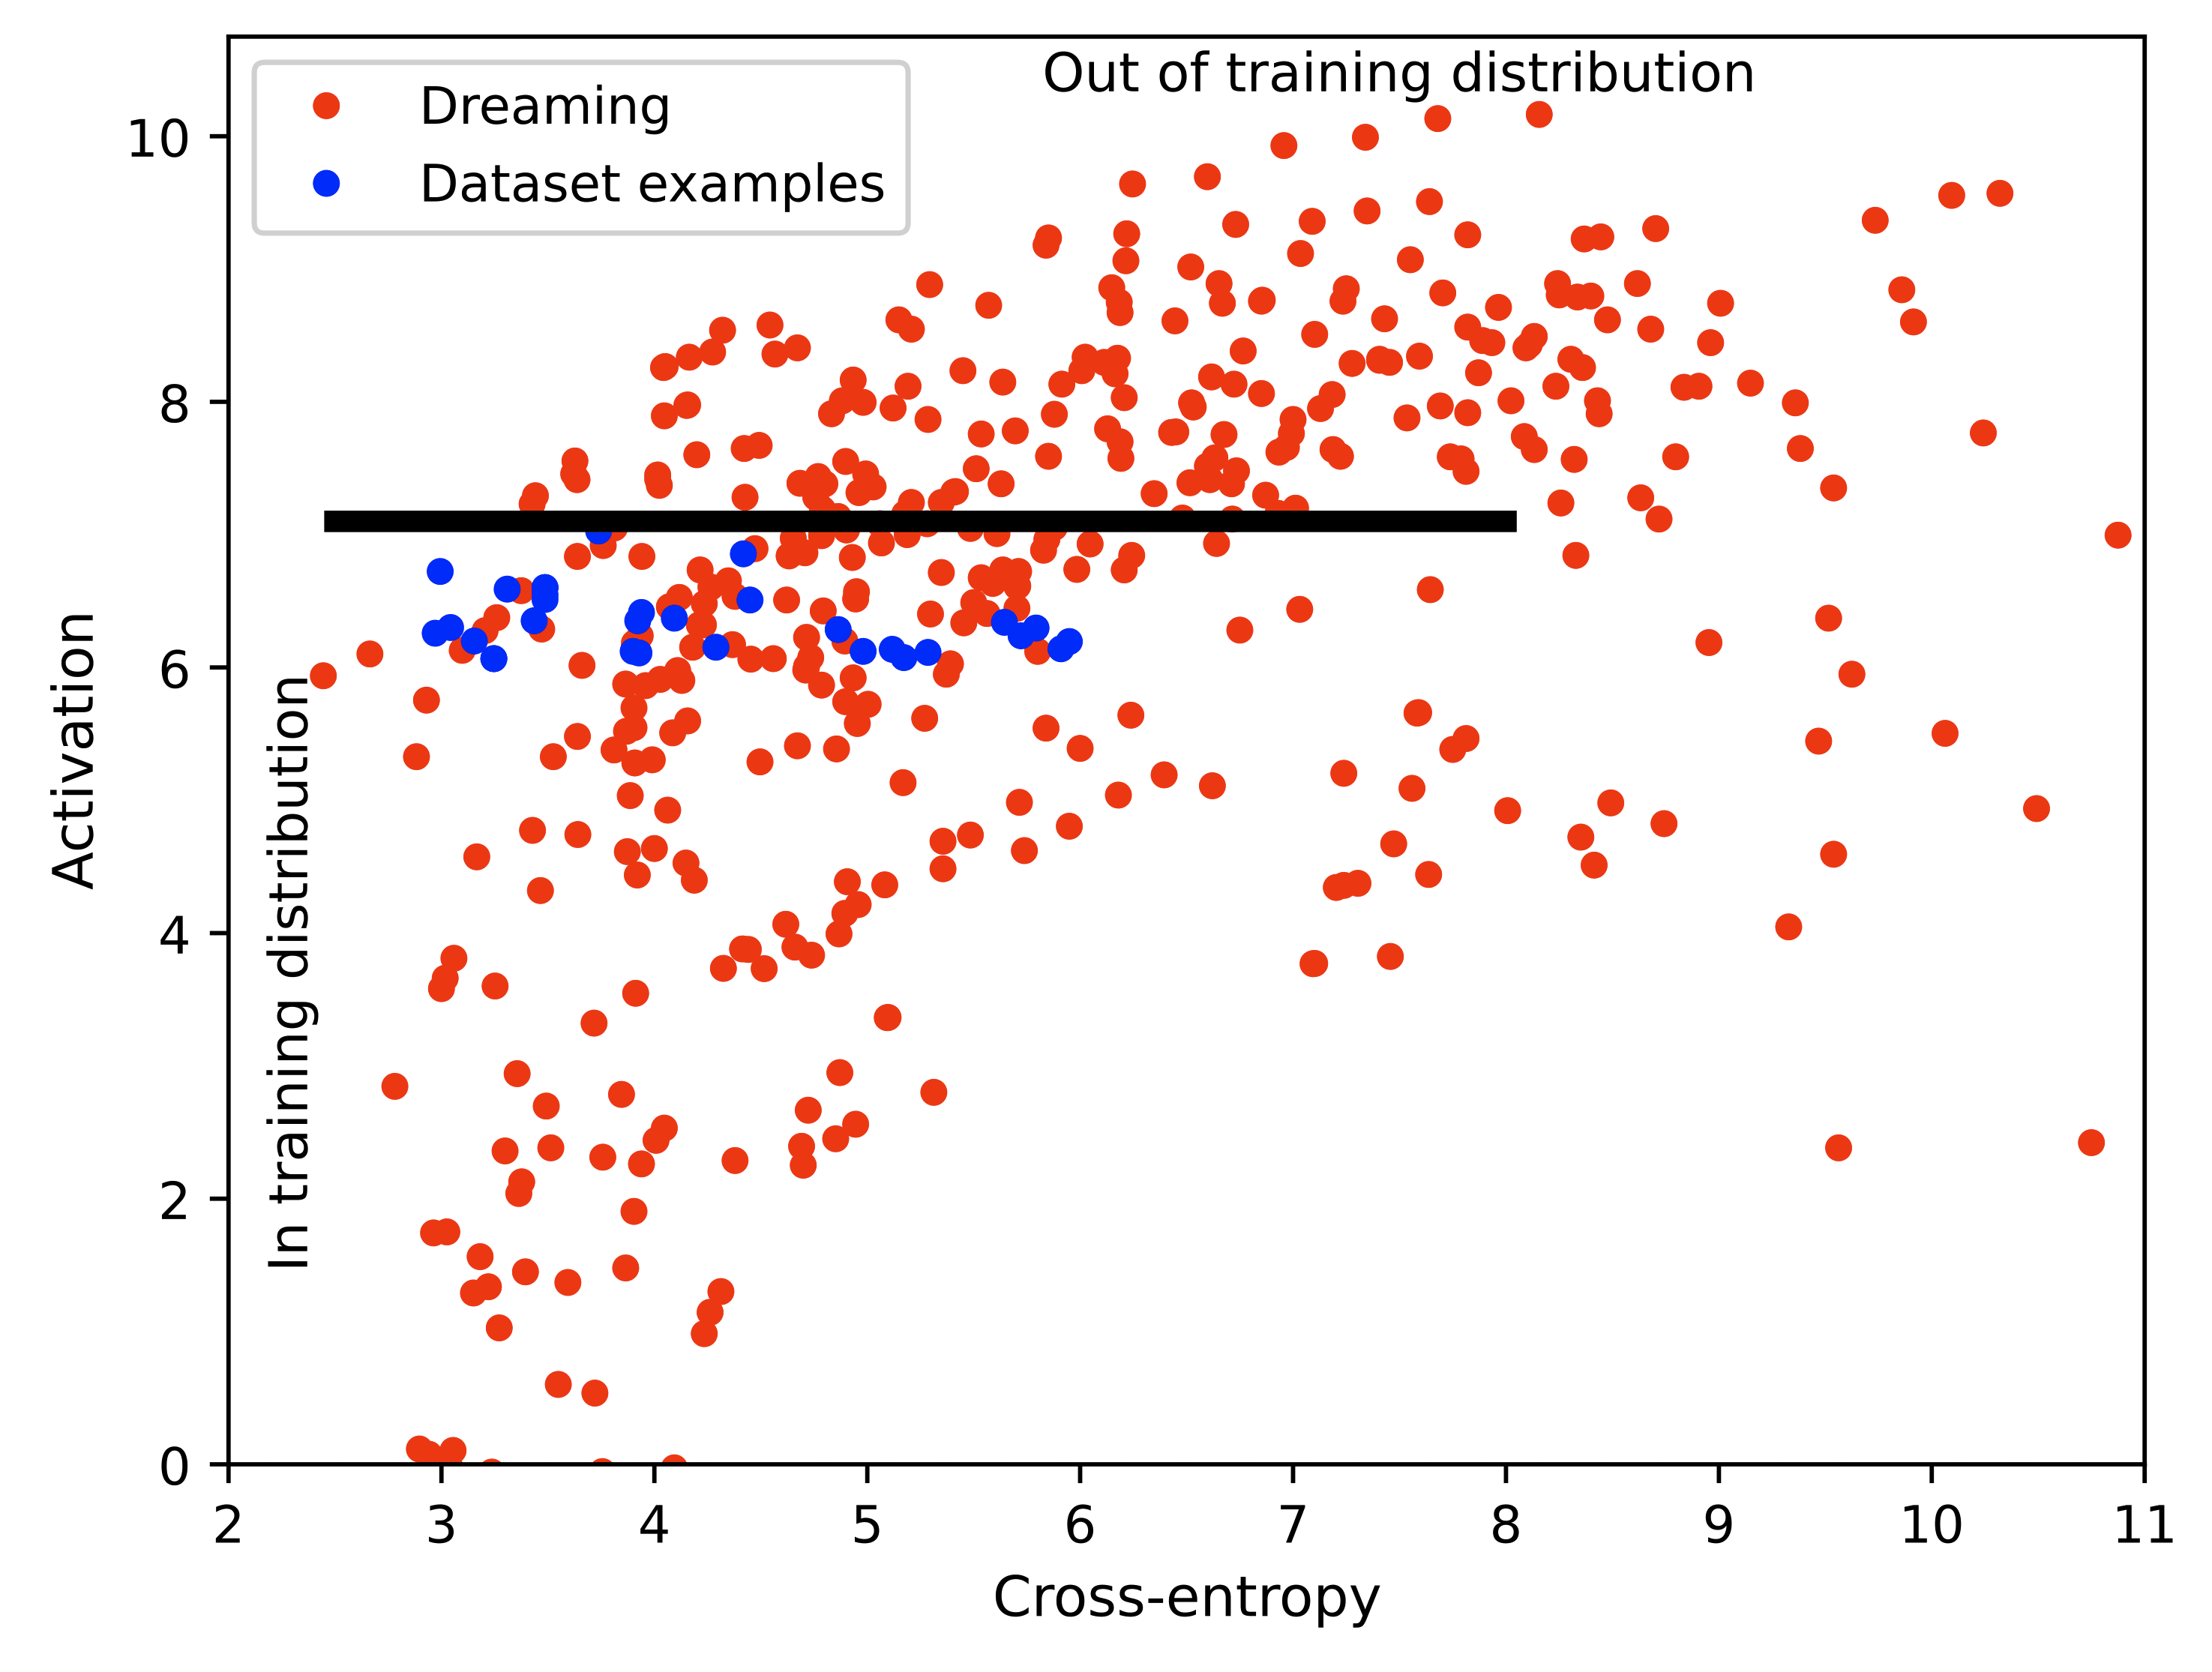 Out of training distribution
Dreaming
Dataset examples
10
8
6
4
2
0
Activation
In training distribution
2 3 4 5 6 7 8 9 10 11
Cross-entropy